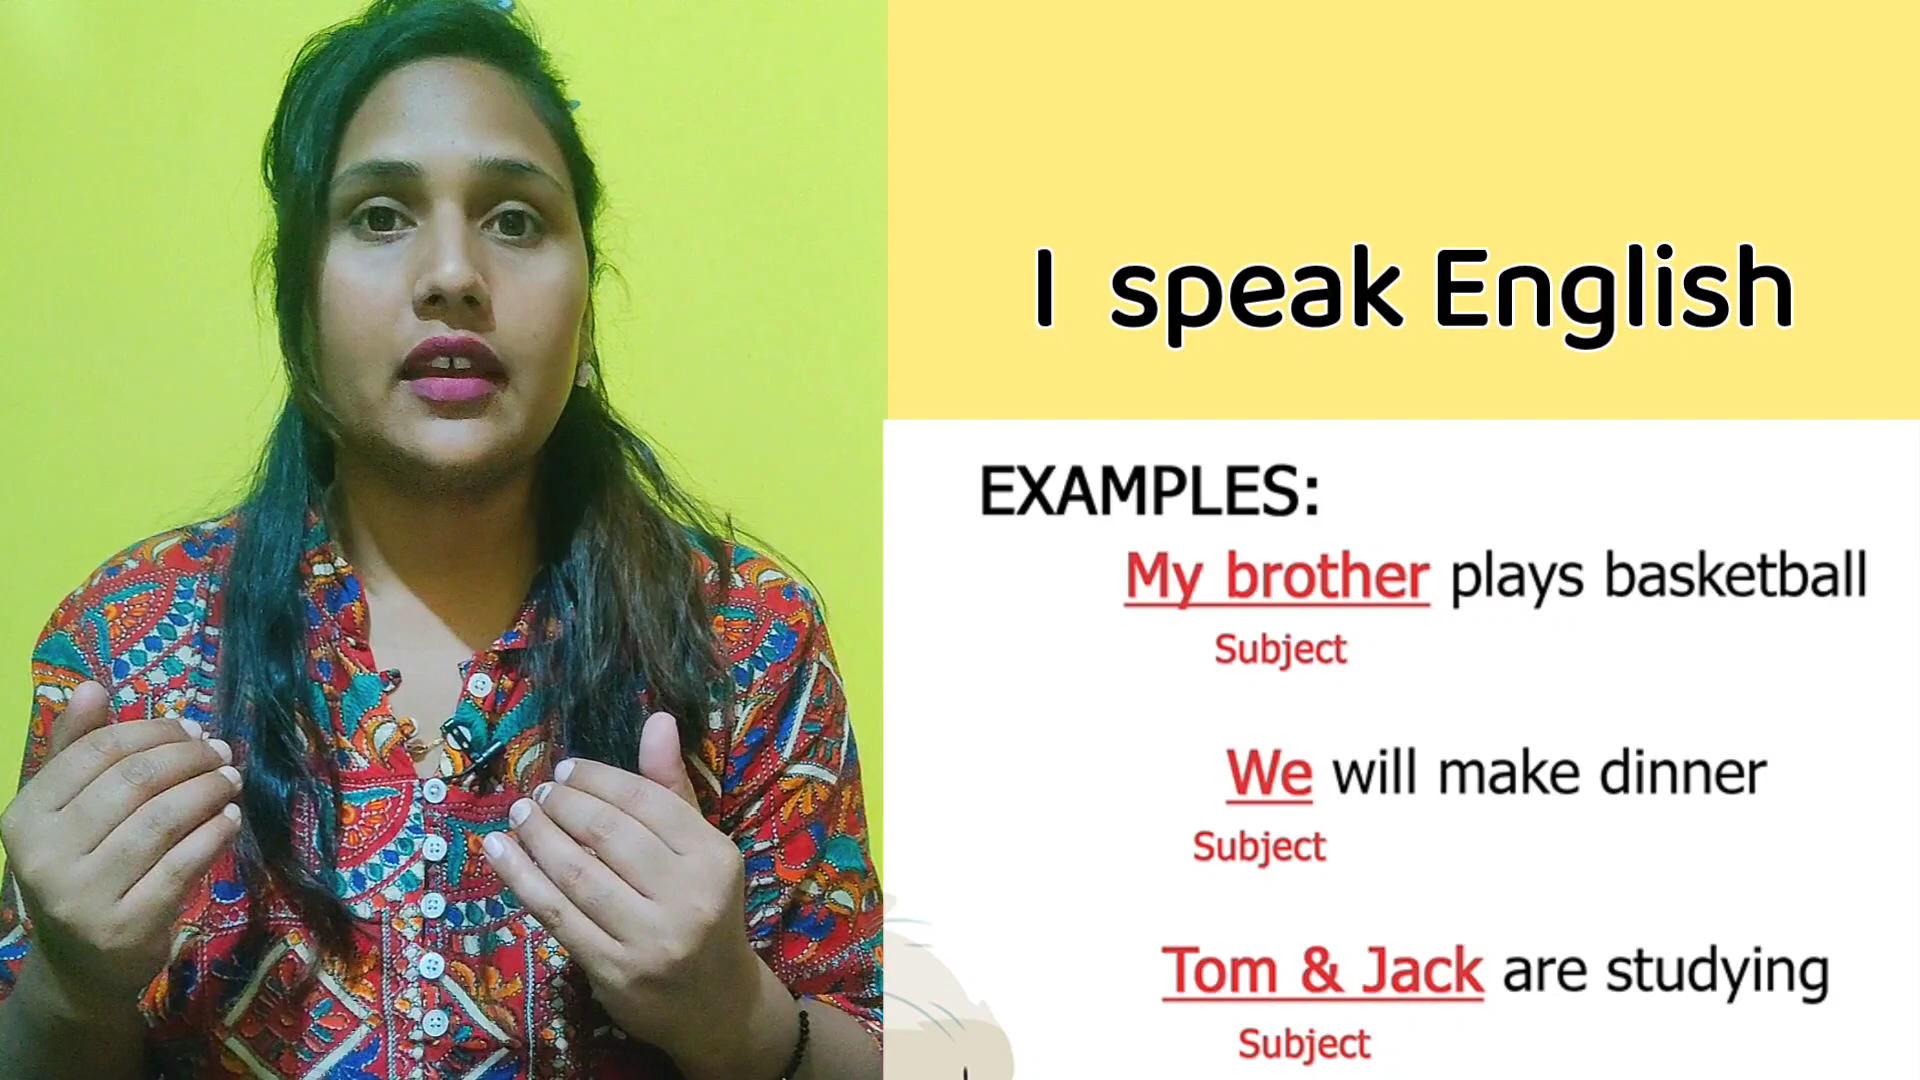 I speak English
EXAMPLES:
My brother plays basketball
Subject
We will make dinner
Subject
Tom & Jack are studying
Subject